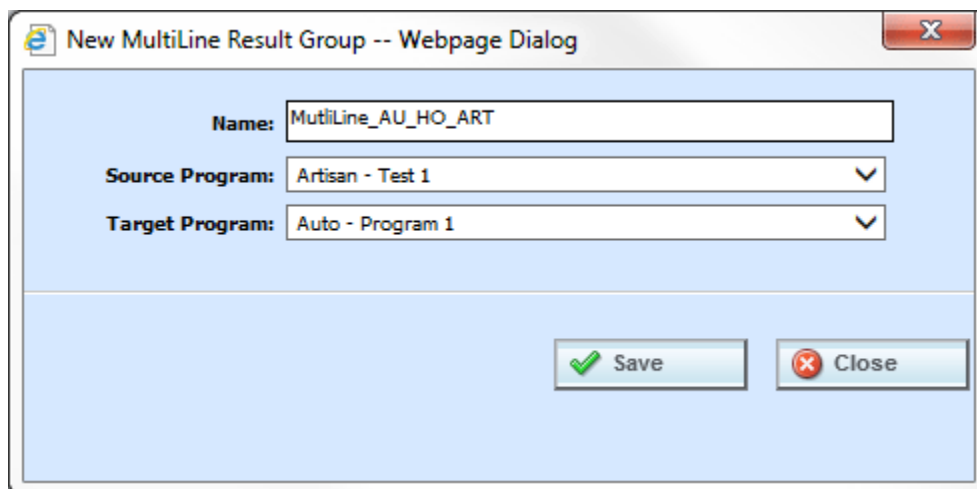 New MultiLine Result Group -- Webpage Dialog
Name: MutliLine_AU_HO_ART
Source Program: Artisan - Test 1
Target Program: Auto - Program 1
Save Close